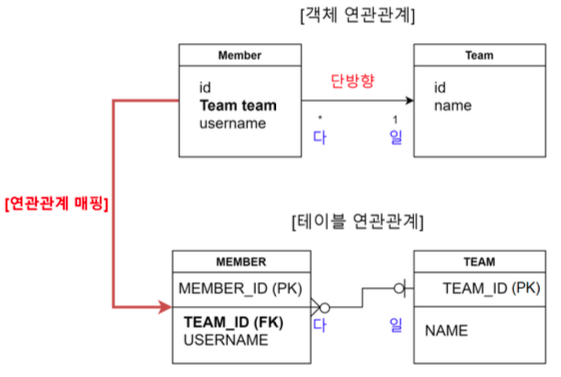 [객체 연관관계]
Member
id
Team team
username
단방향
*
1
다
일
Team
id
name
[연관관계 매핑]
[테이블 연관관계]
MEMBER
MEMBER_ID (PK)
TEAM_ID (FK)
USERNAME
다
일
TEAM
TEAM_ID (PK)
NAME